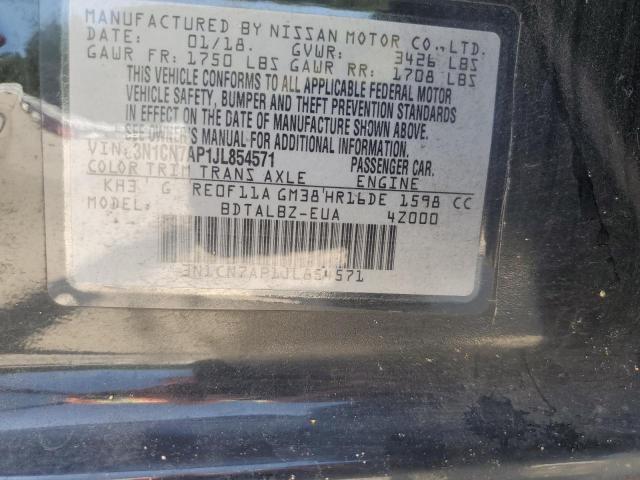 MANUFACTURED BY NISSAN MOTOR CO.,LTD.
DATE: 01/18. GVWR: 3426 LBS
GAWR FR: 1750 LBS GAWR RR: 1708 LBS
THIS VEHICLE CONFORMS TO ALL APPLICABLE FEDERAL MOTOR
VEHICLE SAFETY, BUMPER AND THEFT PREVENTION STANDARDS
IN EFFECT ON THE DATE OF MANUFACTURE SHOWN ABOVE.
SEE OWNER'S MANUAL FOR ADDITIONAL INFORMATION.
VIN: 3N1CN7AP1JL854571 PASSENGER CAR.
COLOR TRIM TRANS AXLE ENGINE
KH3 G RE0F11A GM38 HR16DE 1598 CC
MODEL: BDTALBZ-EUA 42000
3N1CN7AP1JL854571